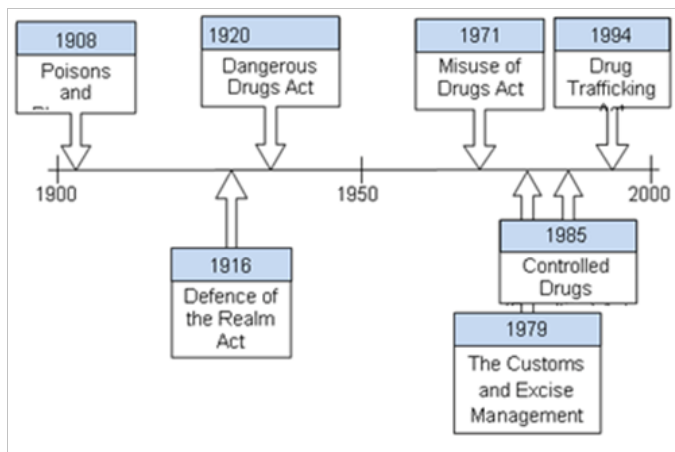 1908
Poisons
and
1920
Dangerous
Drugs Act
1971
Misuse of
Drugs Act
1994
Drug
Trafficking
1900
1950
2000
1916
Defence of
the Realm
Act
1985
Controlled
Drugs
1979
The Customs
and Excise
Management